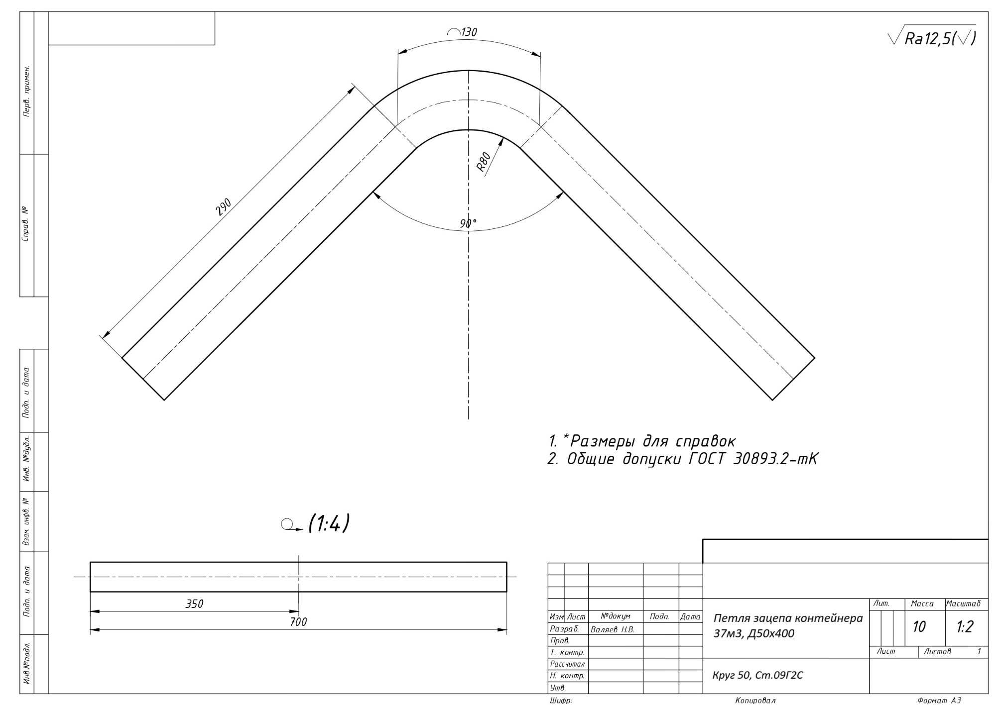 130
Ra12,5(√)
290
R80
90°
1. *Размеры для справок
2. Общие допуски ГОСТ 30893.2-mK
(1:4)
350
700
Перв. примен.
Справ. №
Подп. и дата
Инв. №дубл.
Взам. инфв. №
Подп. и дата
Инв.№подл.
Изм Лист №докум Подп. Дата
Разраб. Валяев Н.В.
Пров.
Т. контр.
Рассчитал
Н. контр.
Утв.
Петля зацепа контейнера
37м3, Д50х400
Круг 50, Ст.09Г2С
Лит. Масса Масштаб
10 1:2
Лист Листов 1
Шифр: Копировал Формат А3